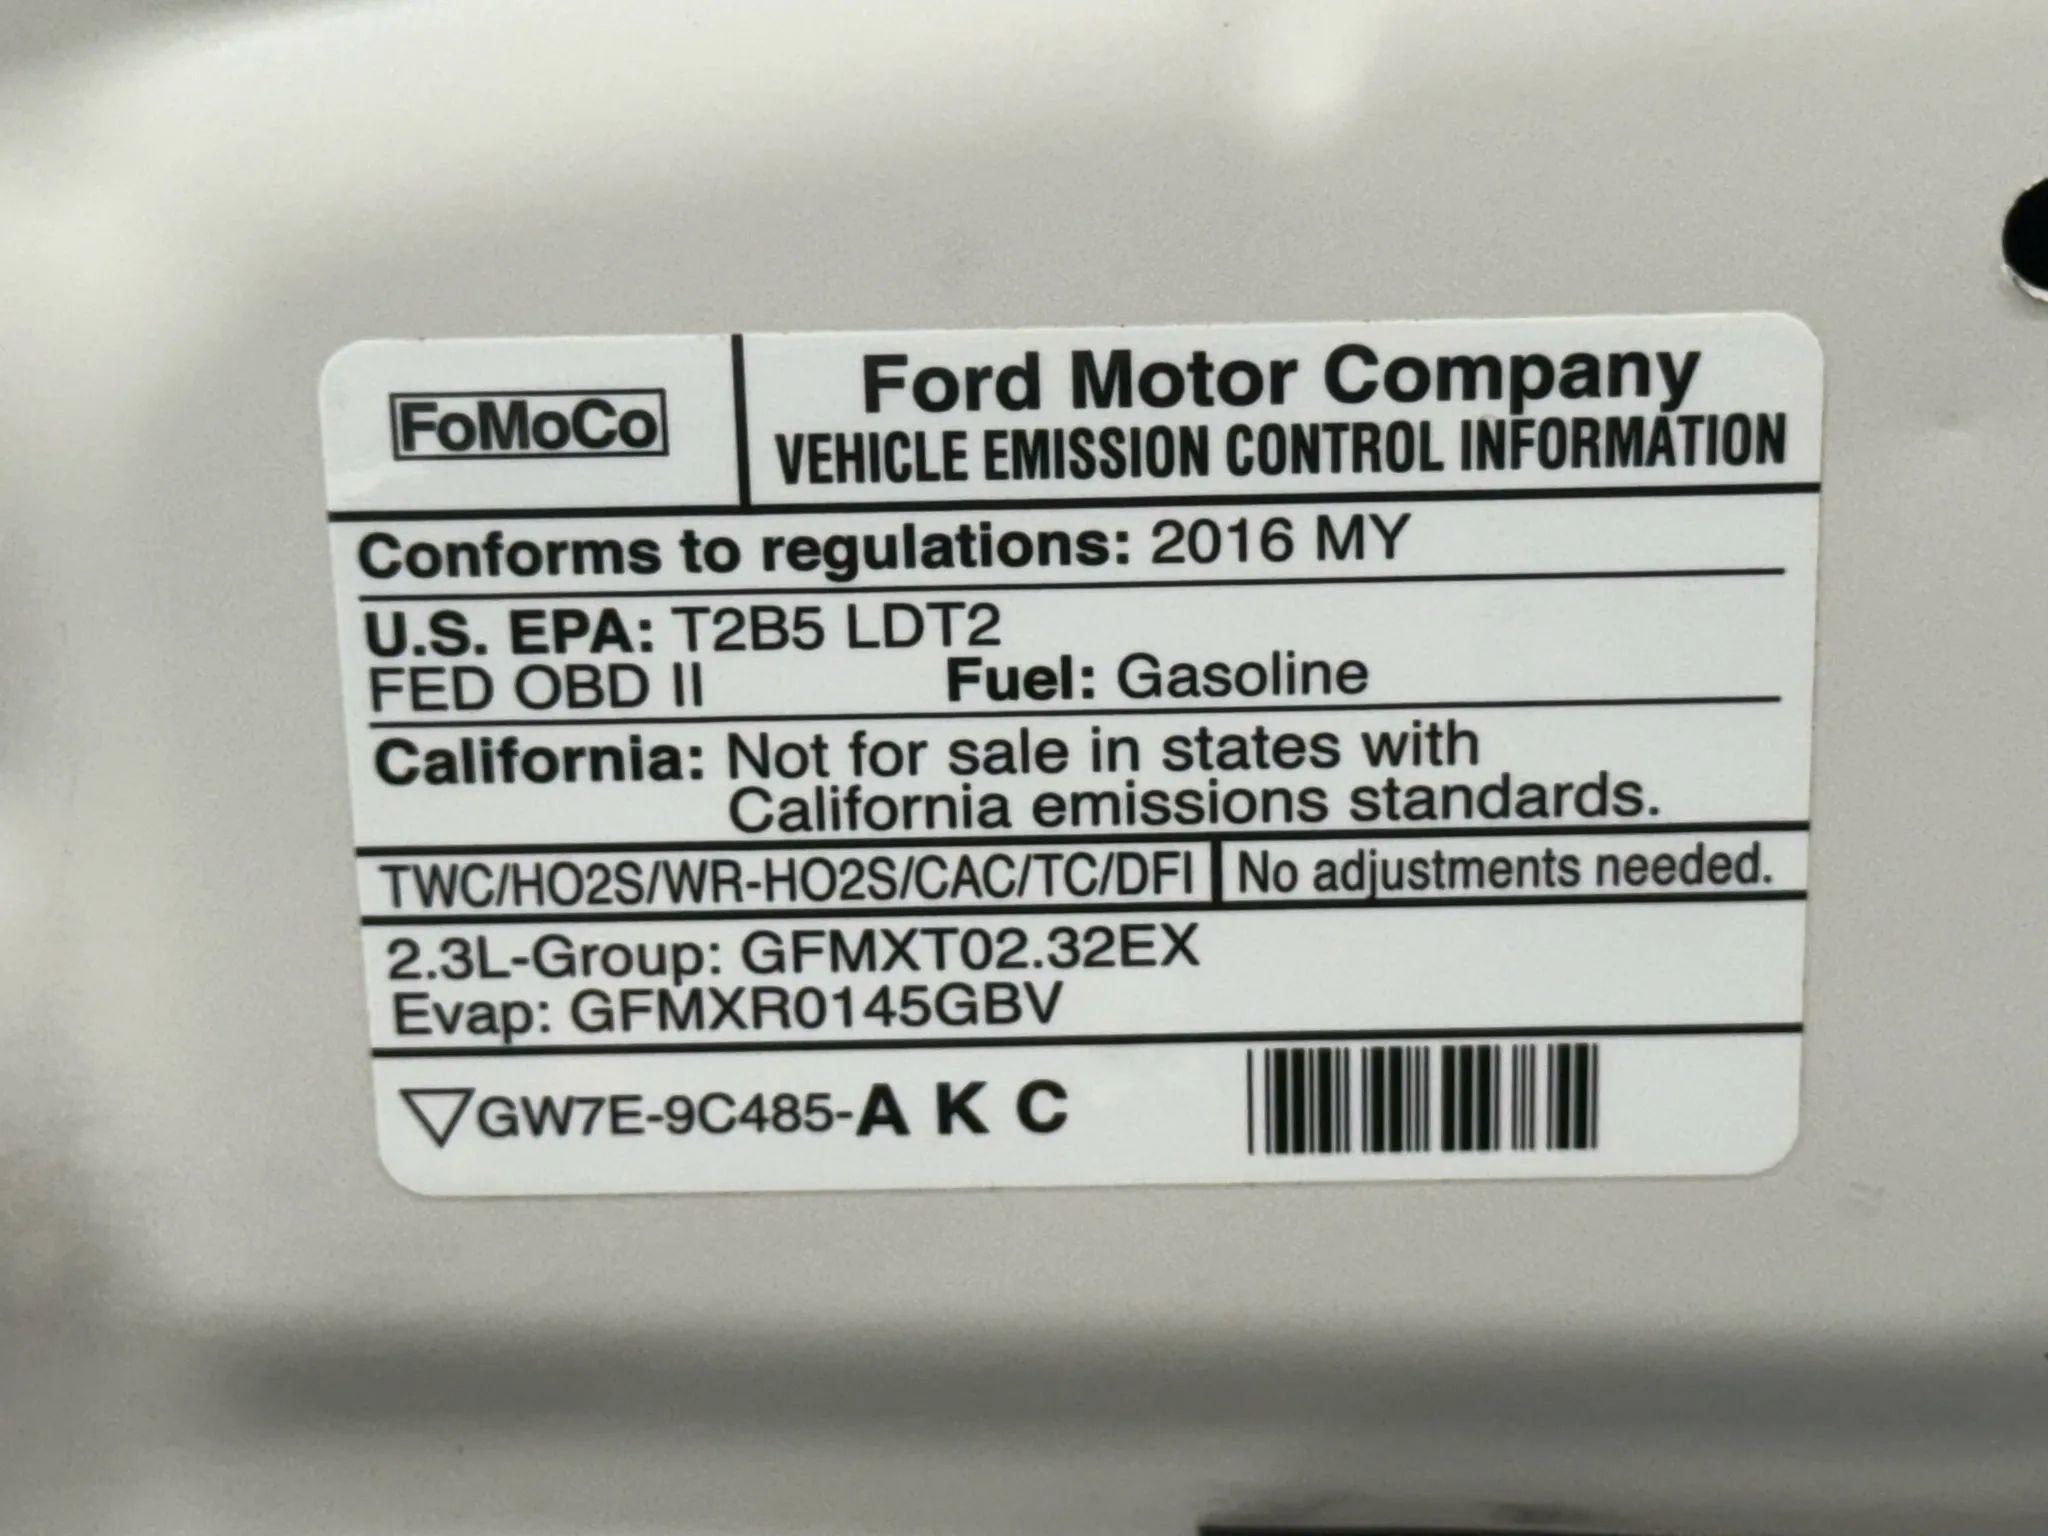 FoMoCo
Ford Motor Company
VEHICLE EMISSION CONTROL INFORMATION
Conforms to regulations: 2016 MY
U.S. EPA: T2B5 LDT2
FED OBD II Fuel: Gasoline
California: Not for sale in states with
California emissions standards.
TWC/HO2S/WR-HO2S/CAC/TC/DFI No adjustments needed.
2.3L-Group: GFMXT02.32EX
Evap: GFMXR0145GBV
▽GW7E-9C485-A K C